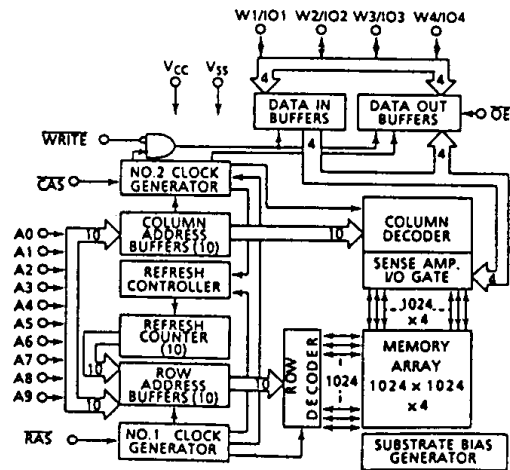 W1/IO1 W2/IO2 W3/IO3 W4/IO4
VCC VSS
4 4
DATA IN
BUFFERS
DATA OUT
BUFFERS
OE
WRITE
4 4
NO.2 CLOCK
GENERATOR
CAS
COLUMN
ADDRESS
BUFFERS (10)
10 10
COLUMN
DECODER
REFRESH
CONTROLLER
SENSE AMP.
I/O GATE
4
REFRESH
COUNTER
(10)
1024
×4
A0
A1
A2
A3
A4
A5
A6
A7
A8
A9
10
ROW
ADDRESS
BUFFERS (10)
10 10
ROW
DECODER
1024
MEMORY
ARRAY
1024 × 1024
×4
RAS
NO.1 CLOCK
GENERATOR
SUBSTRATE BIAS
GENERATOR